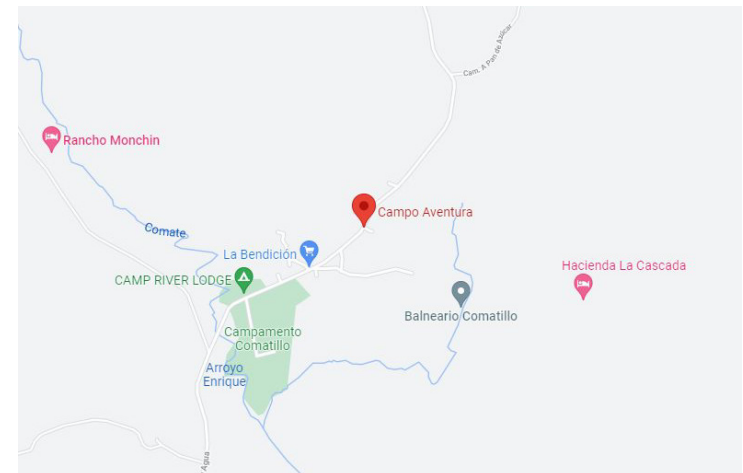 Cam. A Pan de Azúcar
Rancho Monchin
Campo Aventura
Comate
La Bendición
Hacienda La Cascada
CAMP RIVER LODGE
Balneario Comatillo
Campamento
Comatillo
Arroyo
Enrique
Agua